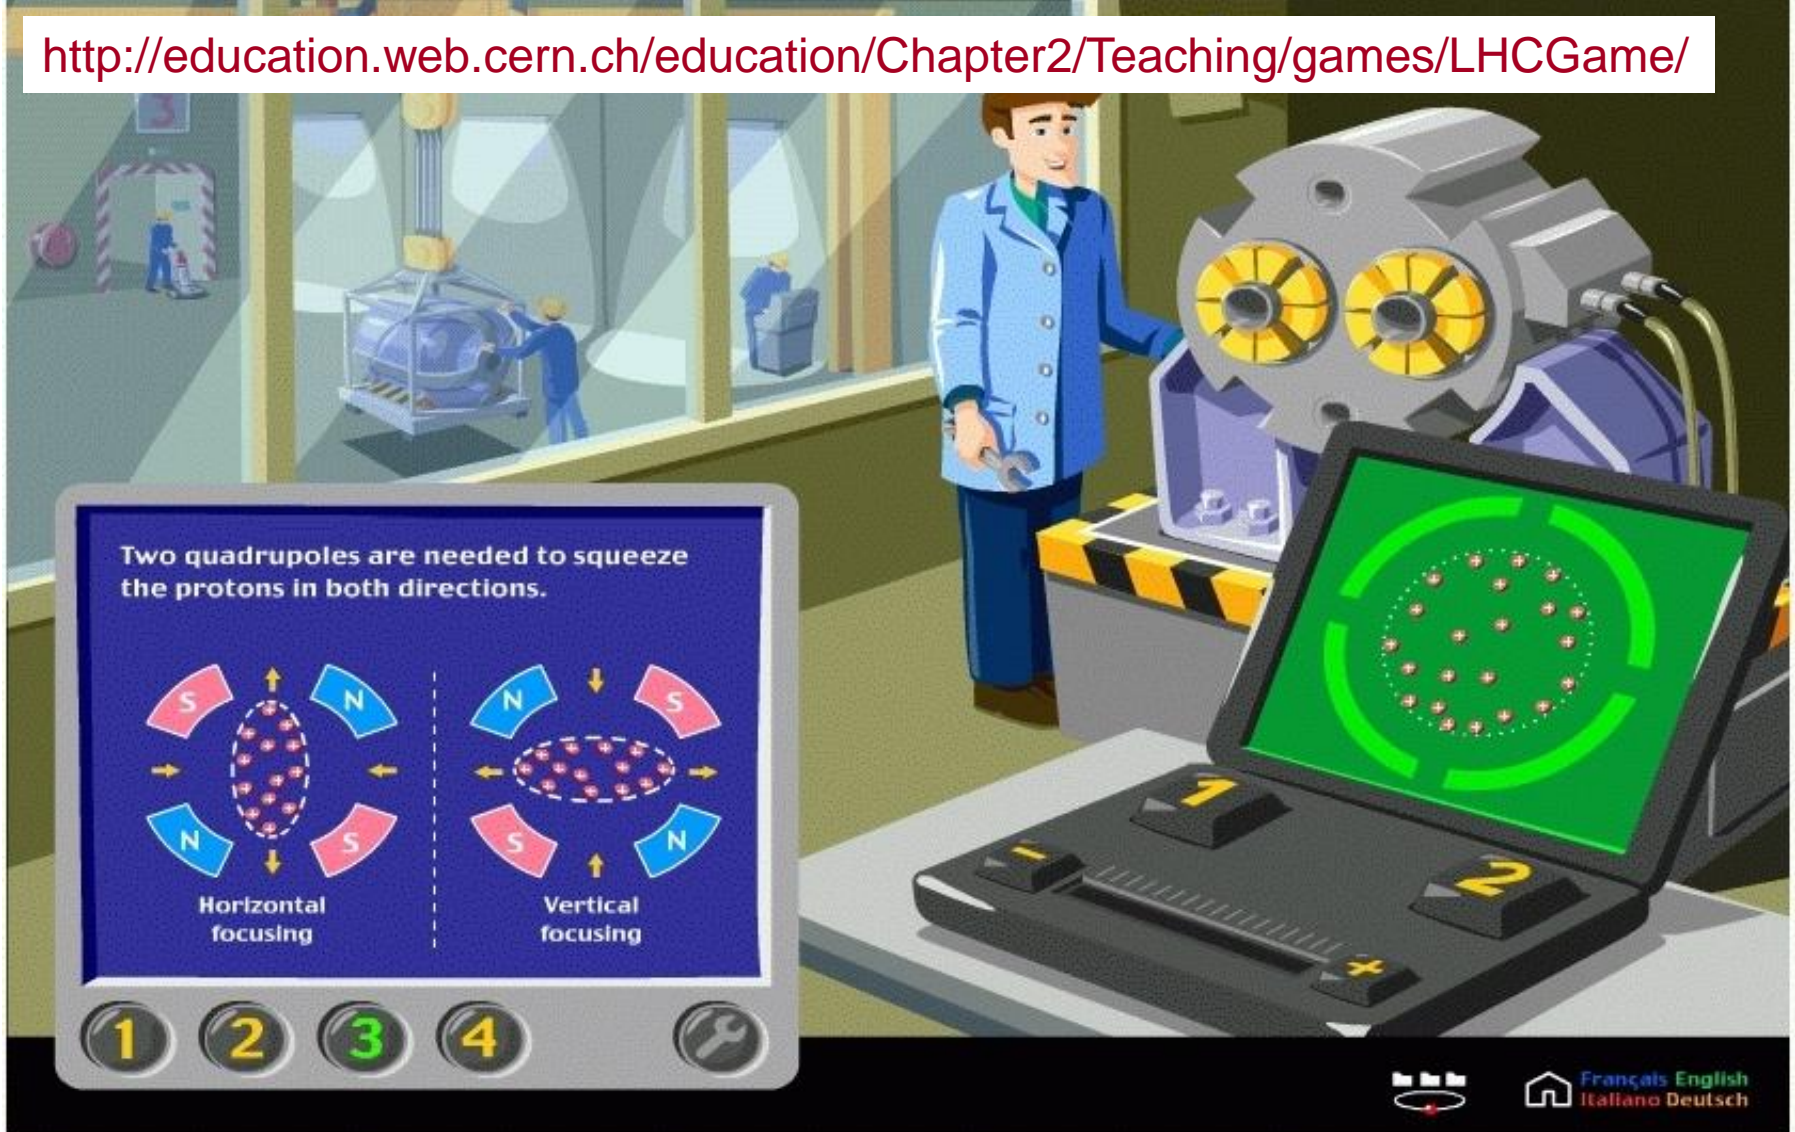 http://education.web.cern.ch/education/Chapter2/Teaching/games/LHCGame/
3
Two quadrupoles are needed to squeeze
the protons in both directions.
S N N S
N S S N
Horizontal Vertical
focusing focusing
1 2 3 4
1
- 2
+
Français English
Italiano Deutsch